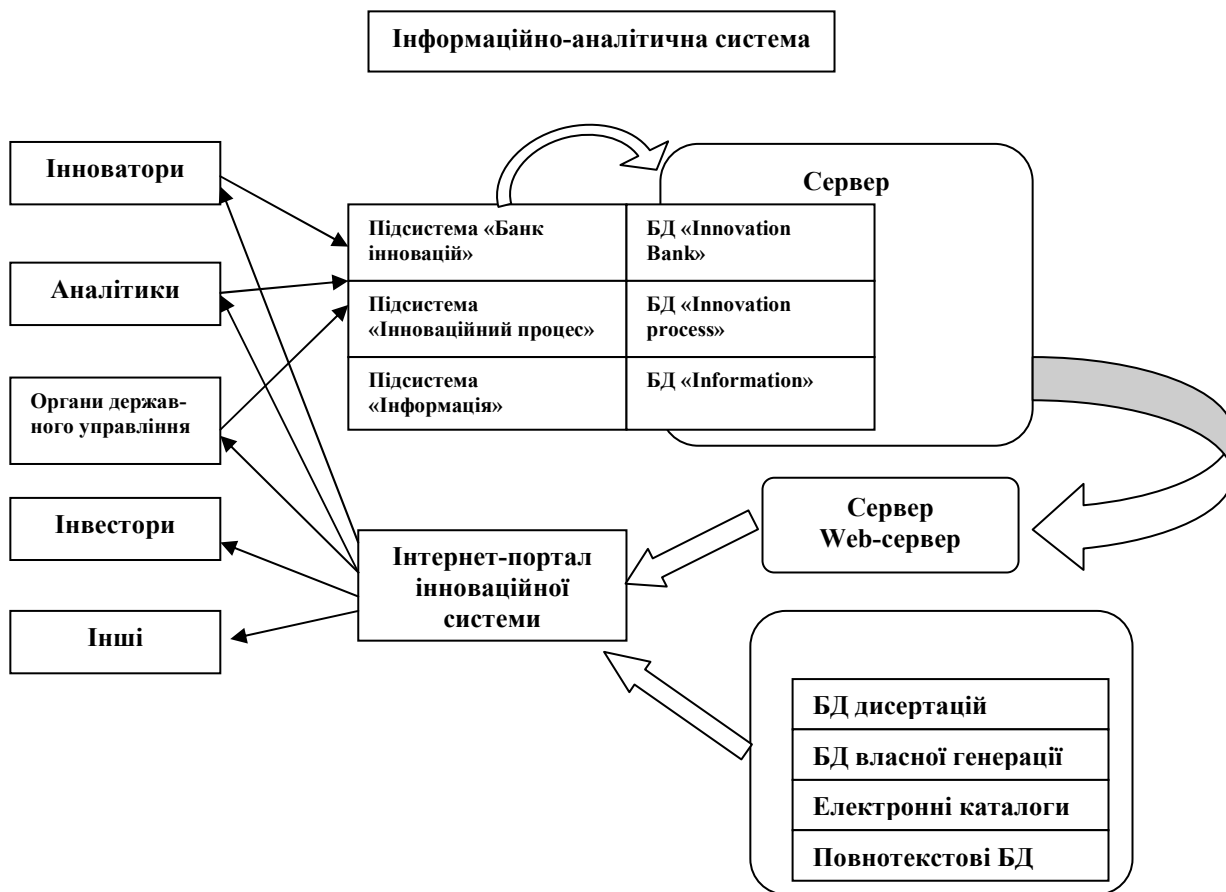 Інформаційно-аналітична система
Інноватори
Аналітики
Органи держав-
ного управління
Інвестори
Інші
Сервер
Підсистема «Банк
інновацій»
БД «Innovation
Bank»
Підсистема
«Інноваційний процес»
БД «Innovation
process»
Підсистема
«Інформація»
БД «Information»
Сервер
Web-сервер
Інтернет-портал
інноваційної
системи
БД дисертацій
БД власної генерації
Електронні каталоги
Повнотекстові БД